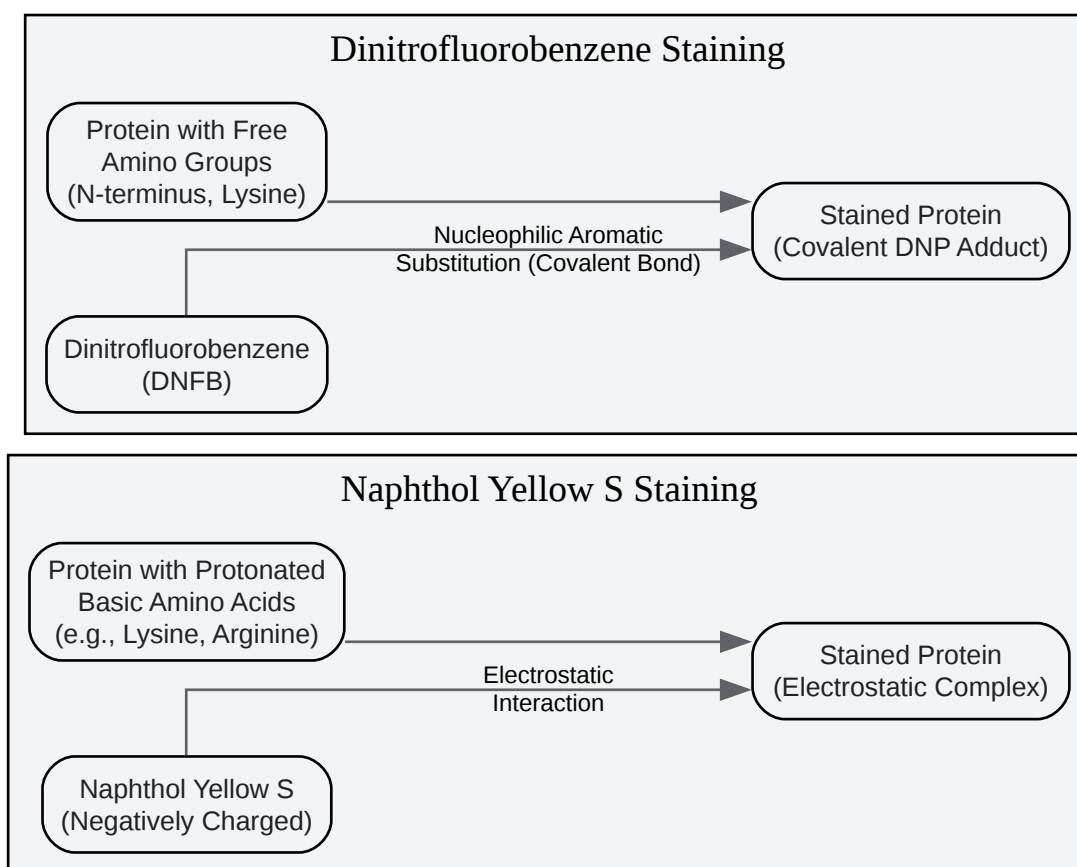 Dinitrofluorobenzene Staining
Protein with Free
Amino Groups
(N-terminus, Lysine)
Nucleophilic Aromatic
Substitution (Covalent Bond)
Stained Protein
(Covalent DNP Adduct)
Dinitrofluorobenzene
(DNFB)
Naphthol Yellow S Staining
Protein with Protonated
Basic Amino Acids
(e.g., Lysine, Arginine)
Electrostatic
Interaction
Stained Protein
(Electrostatic Complex)
Naphthol Yellow S
(Negatively Charged)